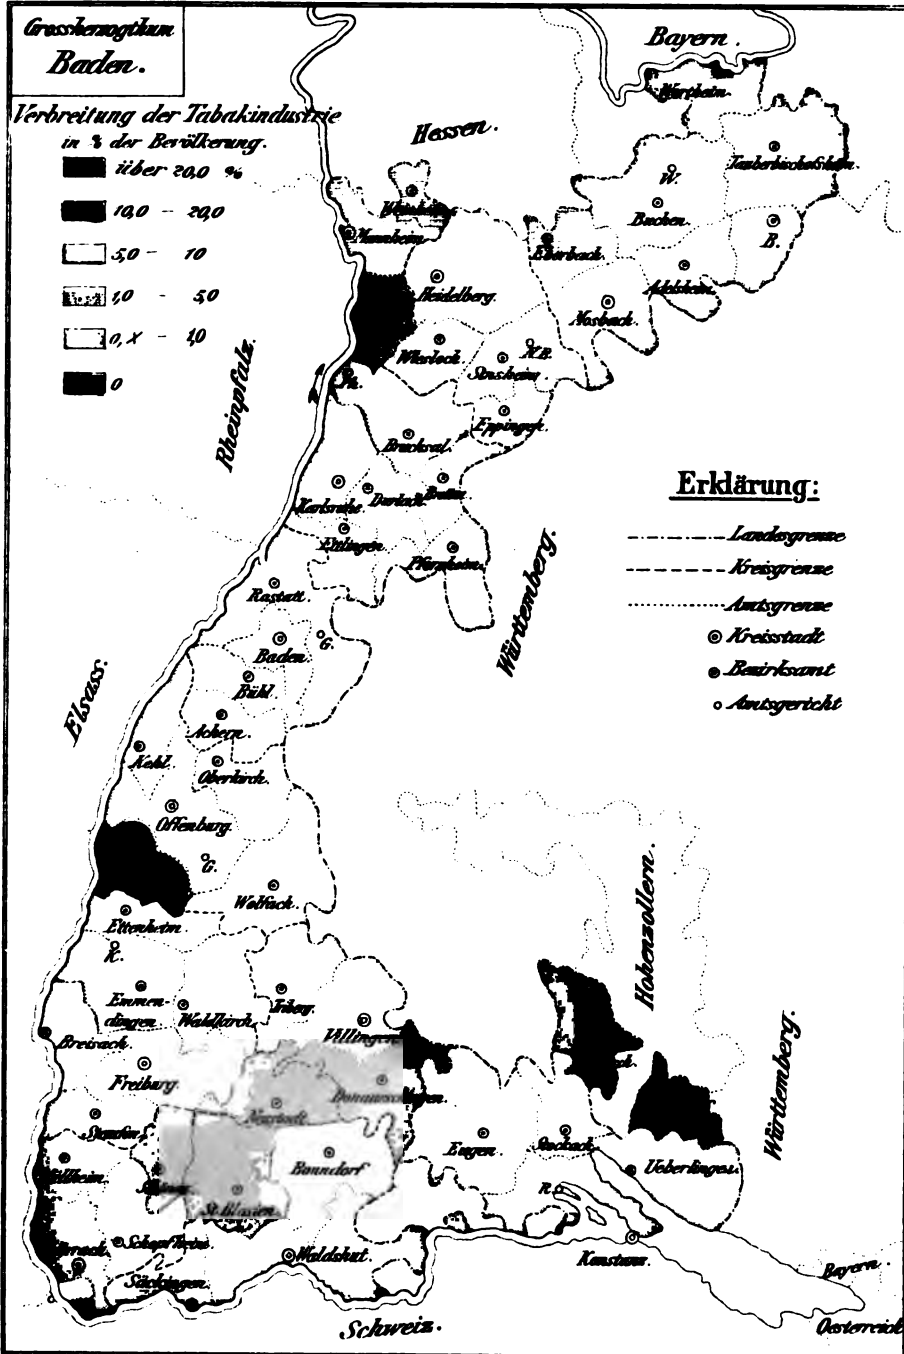 Grossherzogthum
Baden.
Verbreitung der Tabakindustrie
in % der Bevölkerung.
über 20,0 %
10,0 - 20,0
5,0 - 10
1,0 - 5,0
0,X - 1,0
0
Bayern.
Hessen.
Wertheim.
Tauberbischofsheim.
W.
Buchen.
B.
Weinheim.
Mannheim.
Eberbach.
Adelsheim.
Heidelberg.
Mosbach.
Wiesloch.
N.B.
Sinsheim.
Ph.
Rheinpfalz.
Eppingen.
Bruchsal.
Karlsruhe.
Durlach.
Bretten
Ettlingen.
Pforzheim.
Württemberg.
Erklärung:
Landesgrenze
Kreisgrenze
Amtsgrenze
Kreisstadt
Bezirksamt
Amtsgericht
Rastatt.
Baden.
G.
Bühl.
Elsass.
Achern.
Kehl.
Oberkirch.
Offenburg.
G.
Wolfach.
Ettenheim.
K.
Hohenzollern.
Emmen-
dingen
Waldkirch.
Triberg.
Villingen.
Breisach.
Freiburg.
Donaueschingen.
Neustadt.
Württemberg.
Staufen.
Engen.
Stockach.
Müllheim.
Bonndorf
Ueberlingen.
St. Blasien.
R.
Lörrach.
Schopfheim.
Waldshut.
Konstanz.
Säckingen.
Bayern.
Schweiz.
Oesterreich